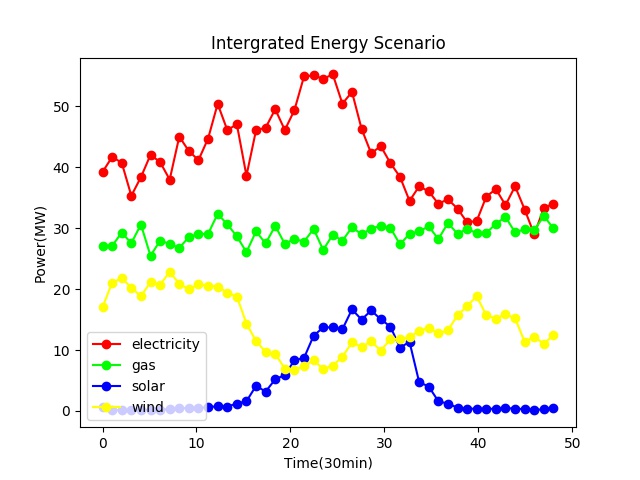 Intergrated Energy Scenario
Power(MW)
50
40
30
20
10
0
electricity
gas
solar
wind
0 10 20 30 40 50
Time(30min)